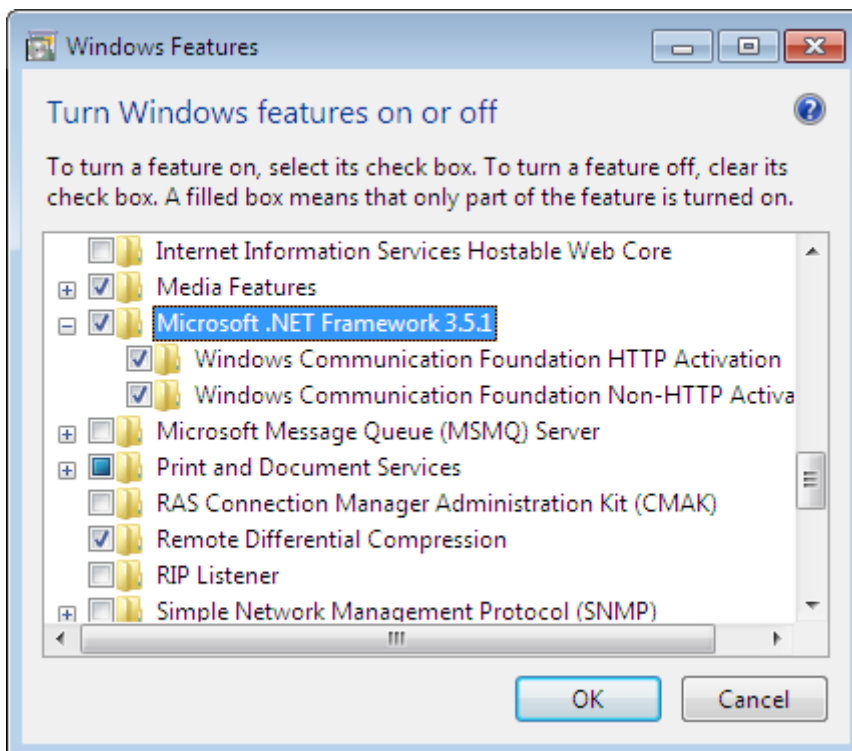 Windows Features
Turn Windows features on or off
To turn a feature on, select its check box. To turn a feature off, clear its
check box. A filled box means that only part of the feature is turned on.
Internet Information Services Hostable Web Core
Media Features
Microsoft .NET Framework 3.5.1
Windows Communication Foundation HTTP Activation
Windows Communication Foundation Non-HTTP Activa
Microsoft Message Queue (MSMQ) Server
Print and Document Services
RAS Connection Manager Administration Kit (CMAK)
Remote Differential Compression
RIP Listener
Simple Network Management Protocol (SNMP)
OK Cancel